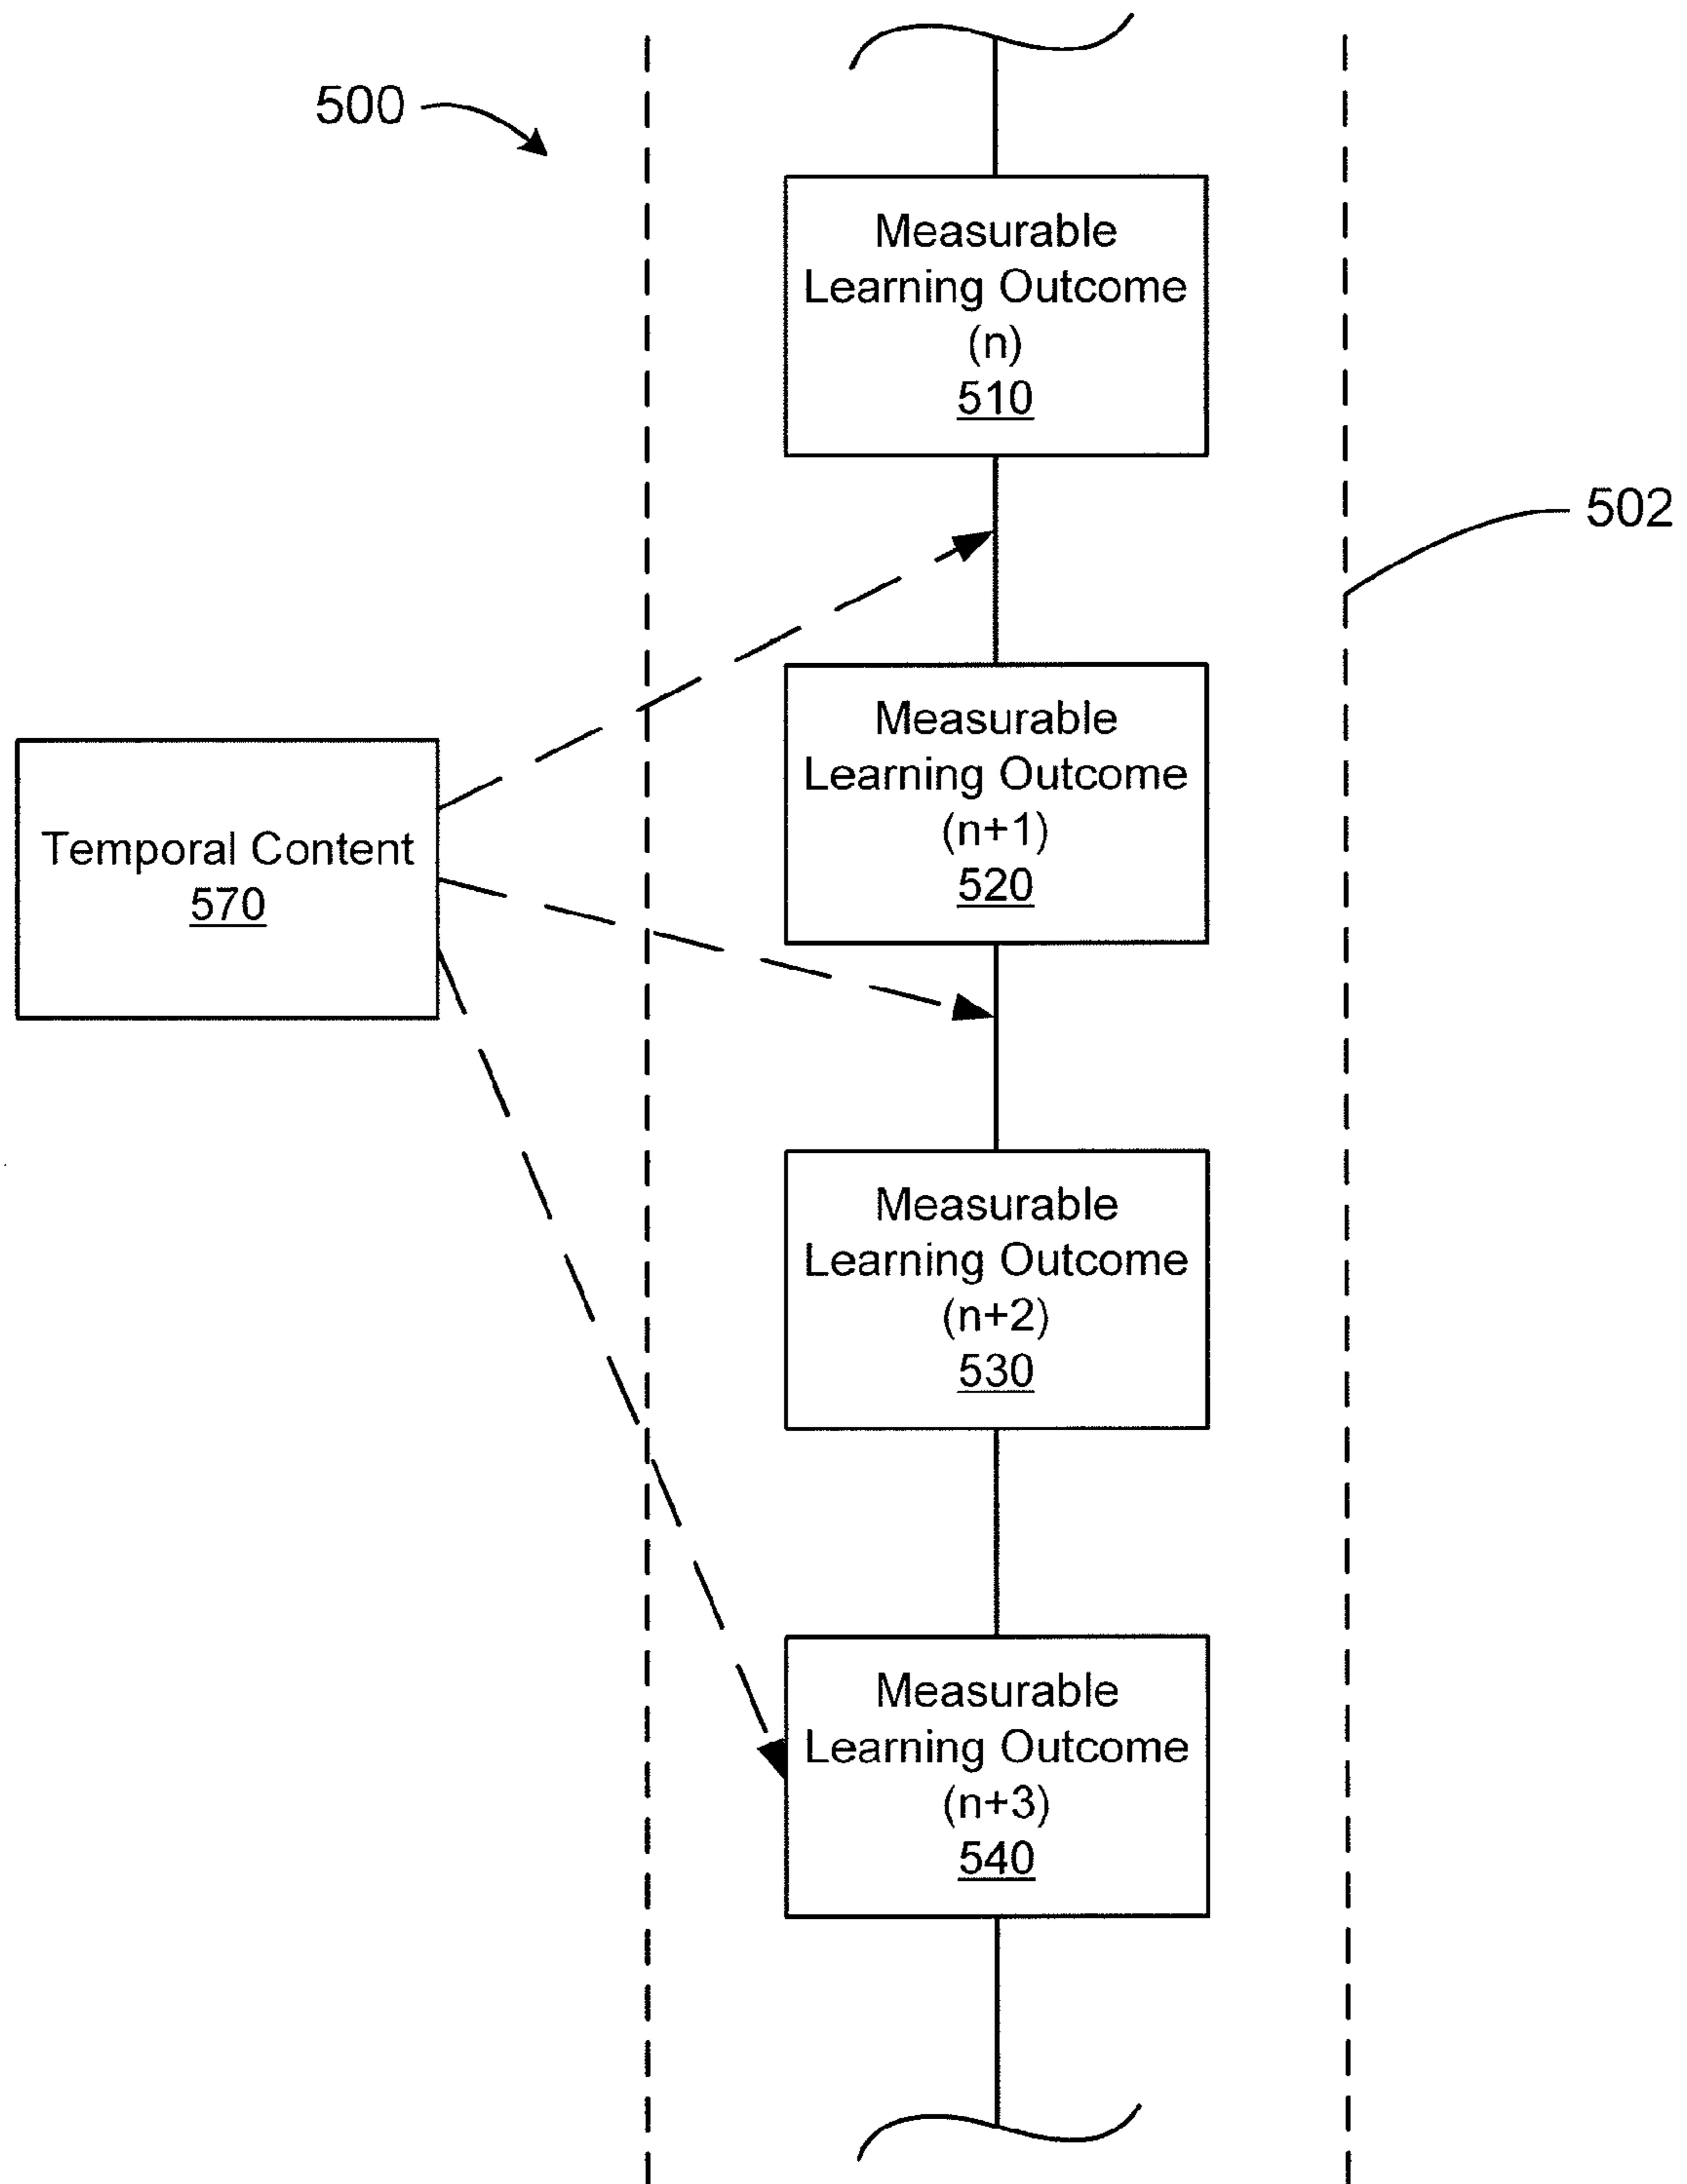 500
Measurable
Learning Outcome
(n)
510
502
Measurable
Learning Outcome
(n+1)
520
Temporal Content
570
Measurable
Learning Outcome
(n+2)
530
Measurable
Learning Outcome
(n+3)
540